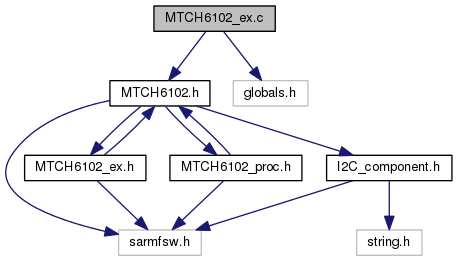 MTCH6102_ex.c
MTCH6102.h
globals.h
MTCH6102_ex.h
MTCH6102_proc.h
I2C_component.h
sarmfsw.h
string.h